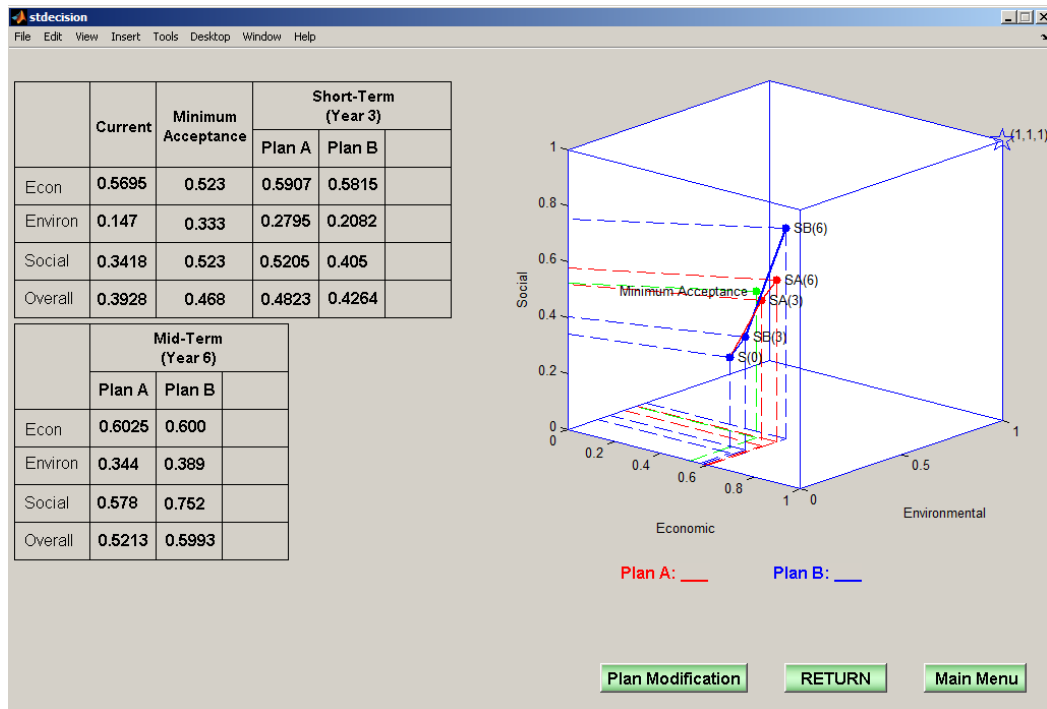 stdecision
File Edit View Insert Tools Desktop Window Help
Current
Minimum
Acceptance
Short-Term
(Year 3)
Plan A Plan B
Econ 0.5695 0.523 0.5907 0.5815
Environ 0.147 0.333 0.2795 0.2082
Social 0.3418 0.523 0.5205 0.405
Overall 0.3928 0.468 0.4823 0.4264
Mid-Term
(Year 6)
Plan A Plan B
Econ 0.6025 0.600
Environ 0.344 0.389
Social 0.578 0.752
Overall 0.5213 0.5993
(1,1,1)
1
0.8
0.6
0.4
0.2
0
Social
SB(6)
SA(6)
Minimum Acceptance
SA(3)
SB(3)
S(0)
0
0.2
0.4
0.6
0.8
1
Economic
0
0.5
1
Environmental
Plan A: ___ Plan B: ___
Plan Modification RETURN Main Menu